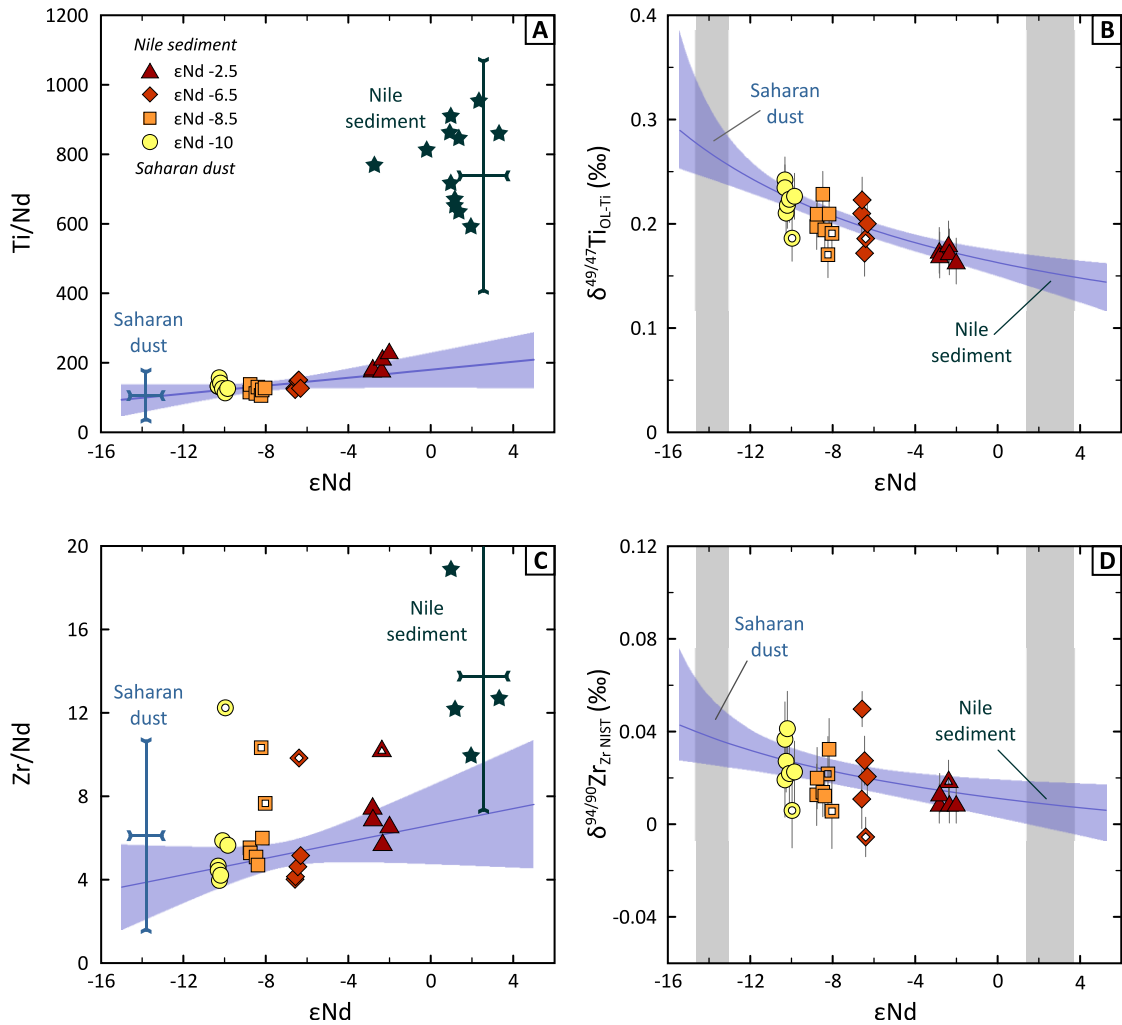 A
1200
1000
800
600
400
200
0
Ti/Nd
Nile sediment
εNd -2.5
εNd -6.5
εNd -8.5
εNd -10
Saharan dust
Nile
sediment
Saharan
dust
-16
-12
-8
-4
0
4
εNd
B
0.4
0.3
0.2
0.1
0
δ49/47TiOL-Ti (‰)
Saharan
dust
Nile
sediment
-16
-12
-8
-4
0
4
εNd
C
20
16
12
8
4
0
Zr/Nd
Nile
sediment
Saharan
dust
-16
-12
-8
-4
0
4
εNd
D
0.12
0.08
0.04
0
-0.04
δ94/90ZrZr NIST (‰)
Saharan
dust
Nile
sediment
-16
-12
-8
-4
0
4
εNd